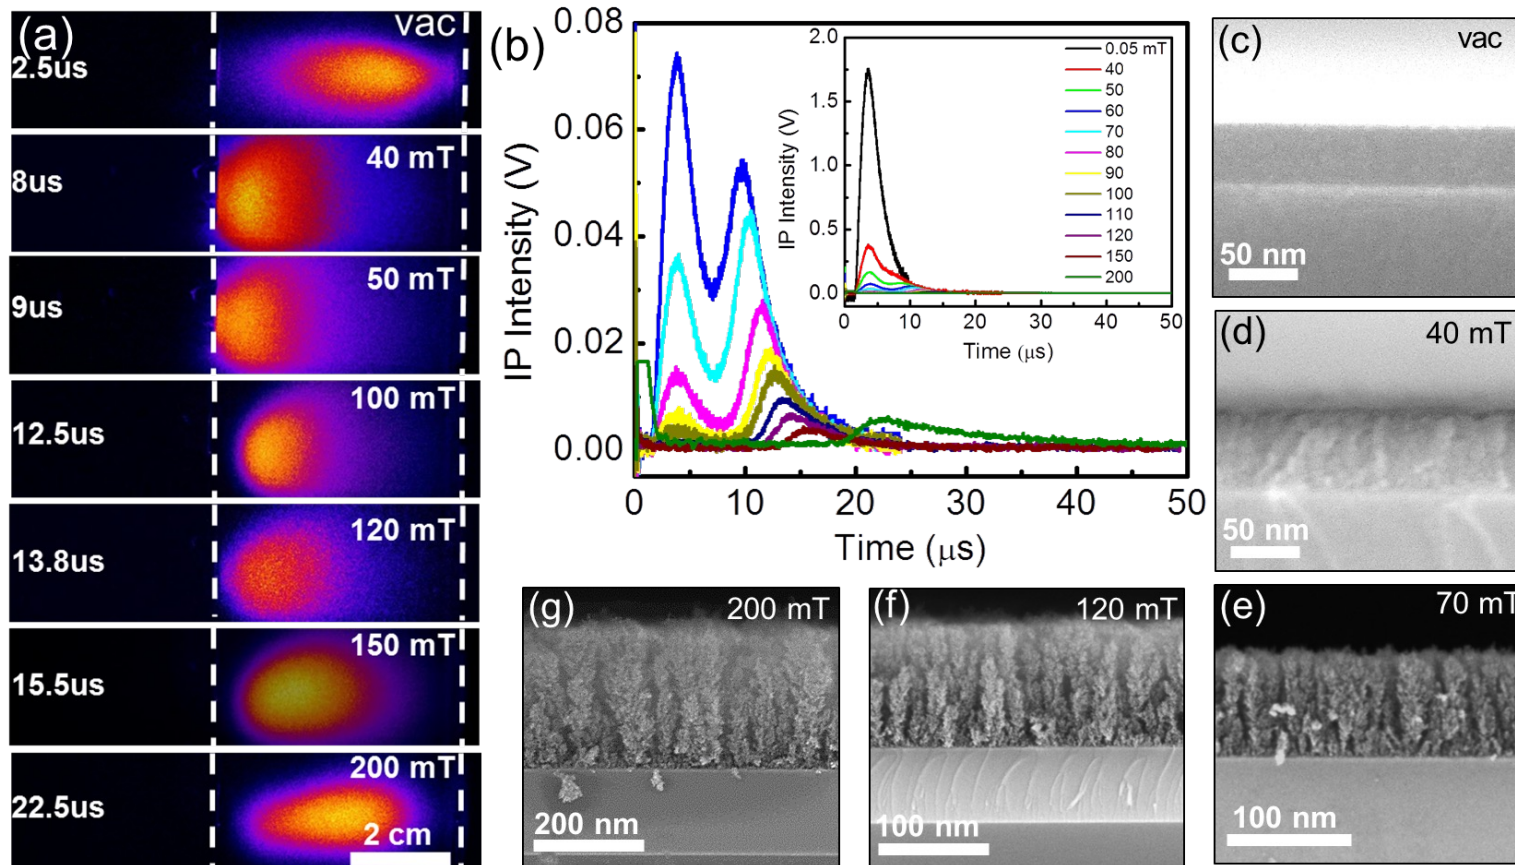 (a)
vac
2.5us
40 mT
8us
50 mT
9us
100 mT
12.5us
120 mT
13.8us
150 mT
15.5us
200 mT
22.5us
2 cm
(b)
0.08
0.06
0.04
0.02
0.00
IP Intensity (V)
0 10 20 30 40 50
Time (μs)
2.0
1.5
1.0
0.5
0.0
IP Intensity (V)
0 10 20 30 40 50
Time (μs)
0.05 mT
40
50
60
70
80
90
100
110
120
150
200
(c)
vac
50 nm
(d)
40 mT
50 nm
(g)
200 mT
200 nm
(f)
120 mT
100 nm
(e)
70 mT
100 nm